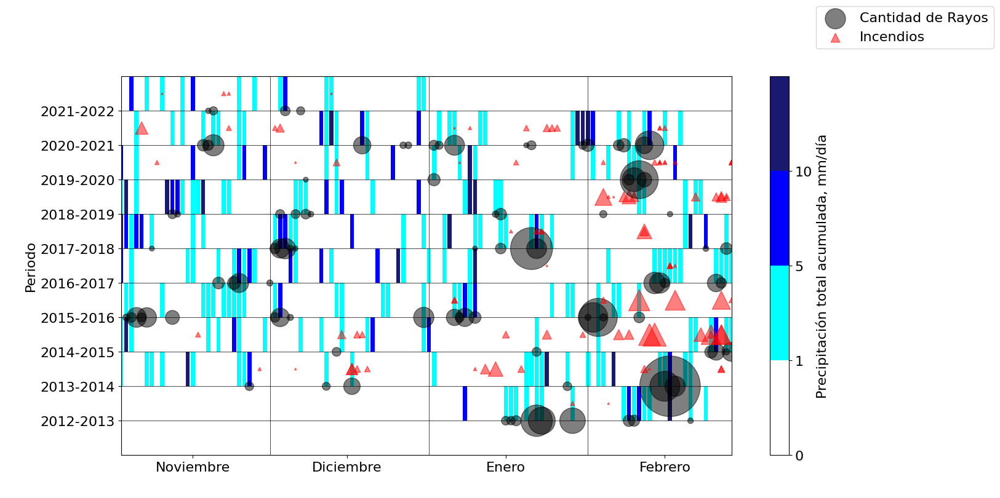 Cantidad de Rayos
Incendios
Periodo
2021-2022
2020-2021
2019-2020
2018-2019
2017-2018
2016-2017
2015-2016
2014-2015
2013-2014
2012-2013
Noviembre
Diciembre
Enero
Febrero
10
5
1
0
Precipitación total acumulada, mm/día